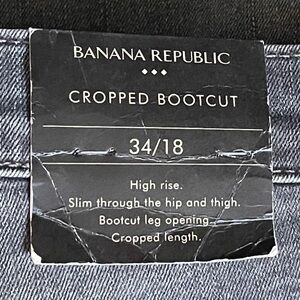 BANANA REPUBLIC
CROPPED BOOTCUT
34/18
High rise.
Slim through the hip and thigh.
Bootcut leg opening.
Cropped length.